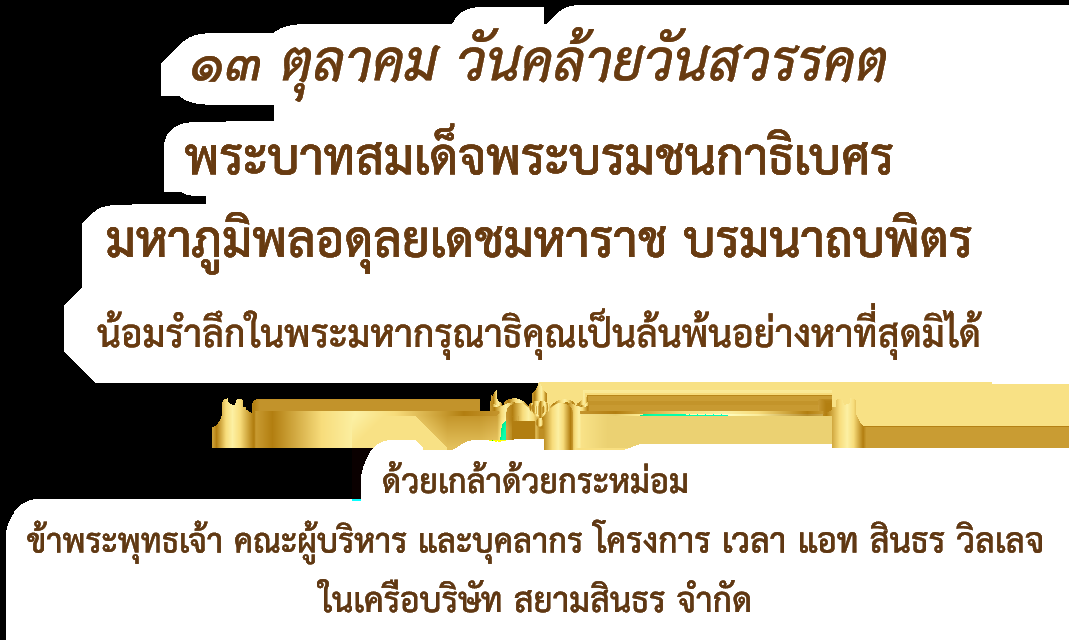 ๑๓ ตุลาคม วันคล้ายวันสวรรคต
พระบาทสมเด็จพระบรมชนกาธิเบศร
มหาภูมิพลอดุลยเดชมหาราช บรมนาถบพิตร
น้อมรำลึกในพระมหากรุณาธิคุณเป็นล้นพ้นอย่างหาที่สุดมิได้
ด้วยเกล้าด้วยกระหม่อม
ข้าพระพุทธเจ้า คณะผู้บริหาร และบุคลากร โครงการ เวลา แอท สินธร วิลเลจ
ในเครือบริษัท สยามสินธร จำกัด